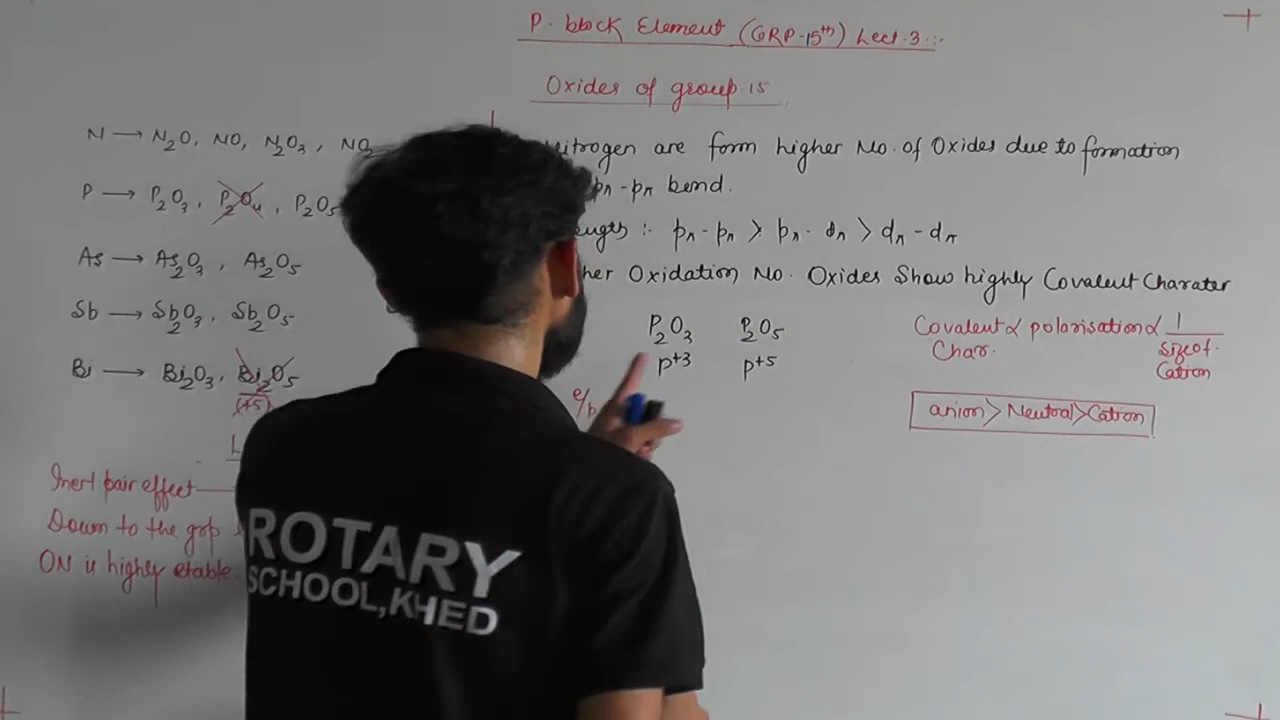 P. block Element (GRP-15th) Lect.3 :-
Oxides of group.15
N → N2O, NO, N2O3, NO2
P → P2O3, P2O4, P2O5
As → As2O3, As2O5
Sb → Sb2O3, Sb2O5
Bi → Bi2O3, Bi2O5
(+5)
Inert pair effect
Down to the grp
ON is highly stable.
Nitrogen are form higher No. of Oxides due to formation
pπ-pπ bend.
:- pπ-pπ > pπ-dπ > dπ-dπ
Oxidation No. Oxides Show highly Covalent Charater
P2O3 P2O5
p+3 p+5
e/p
Covalent ∝ polarisation ∝ 1
Char. Size of
Cation
anion > Neutral > Cation
ROTARY
SCHOOL,KHED